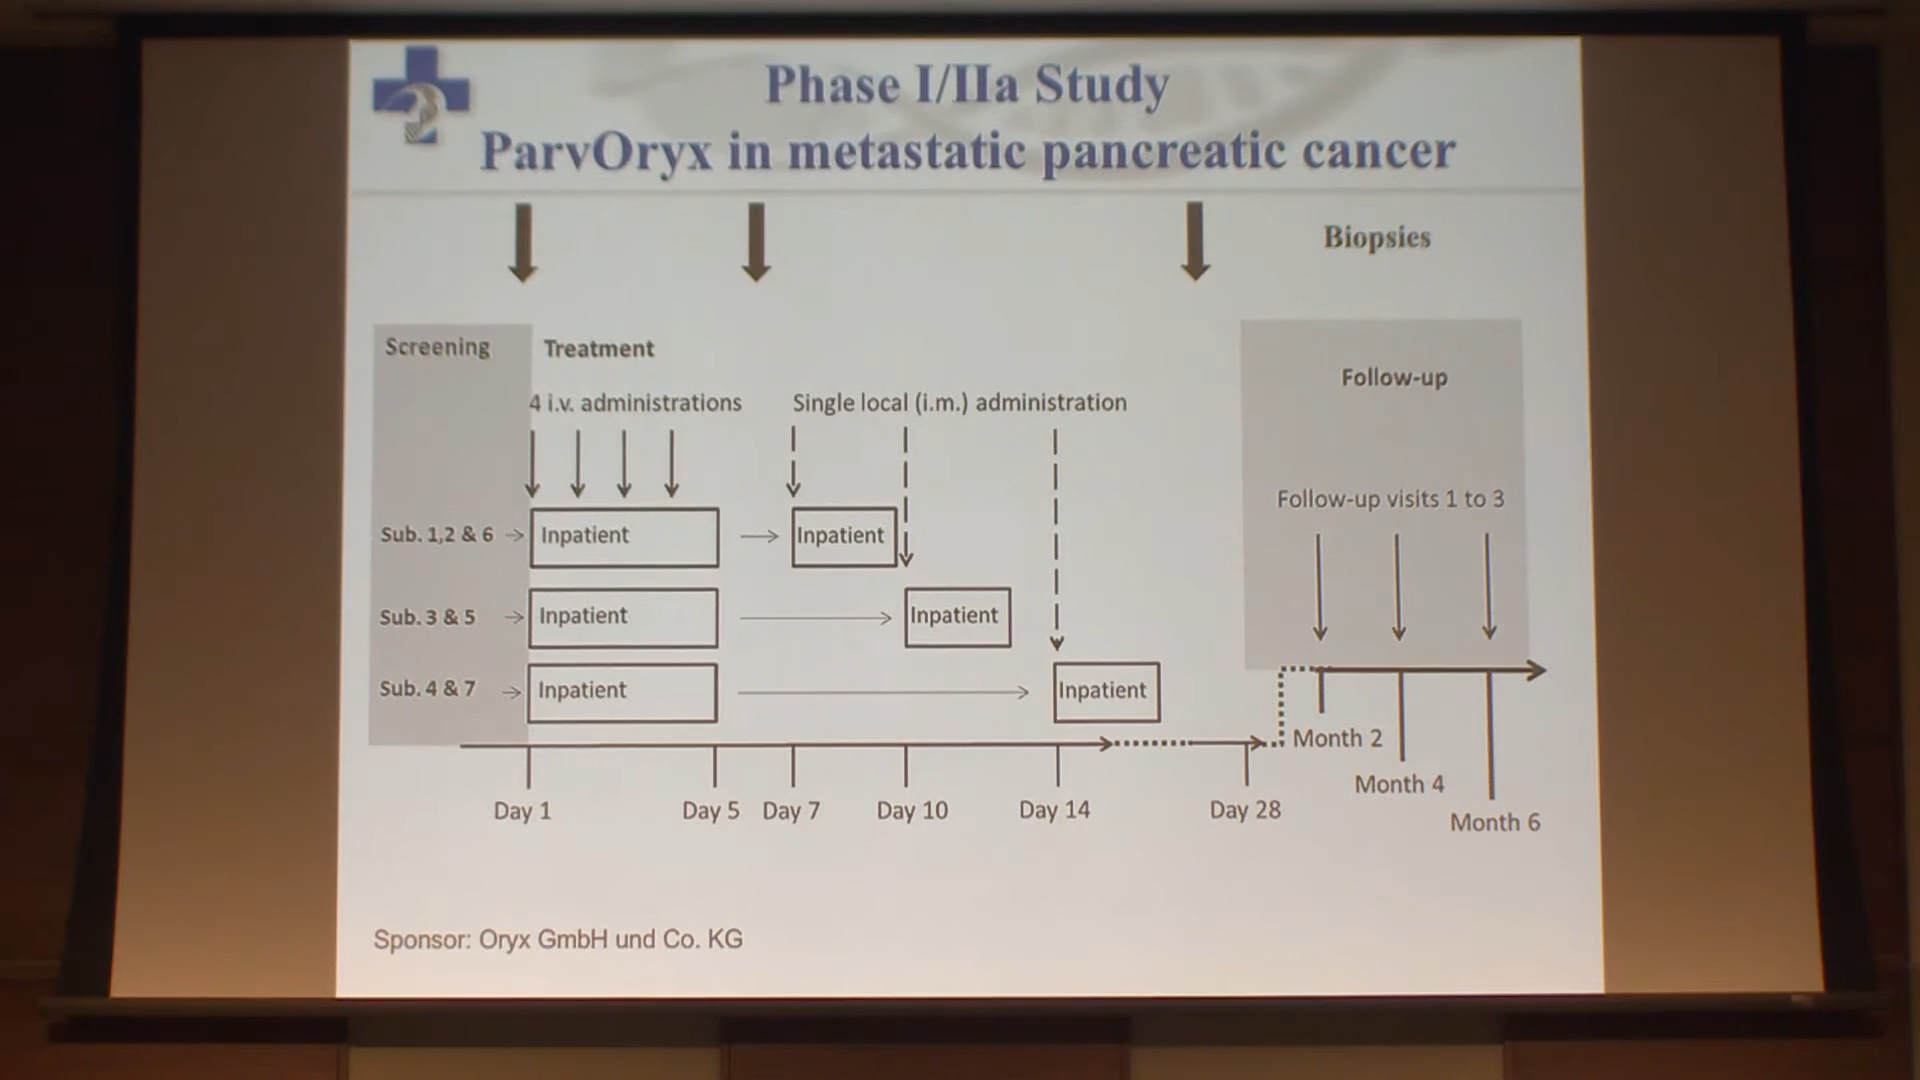 Phase I/IIa Study
ParvOryx in metastatic pancreatic cancer
Biopsies
Screening
Treatment
Follow-up
4 i.v. administrations
Single local (i.m.) administration
Follow-up visits 1 to 3
Sub. 1,2 & 6
Inpatient
Inpatient
Sub. 3 & 5
Inpatient
Inpatient
Sub. 4 & 7
Inpatient
Inpatient
Month 2
Month 4
Month 6
Day 1
Day 5
Day 7
Day 10
Day 14
Day 28
Sponsor: Oryx GmbH und Co. KG